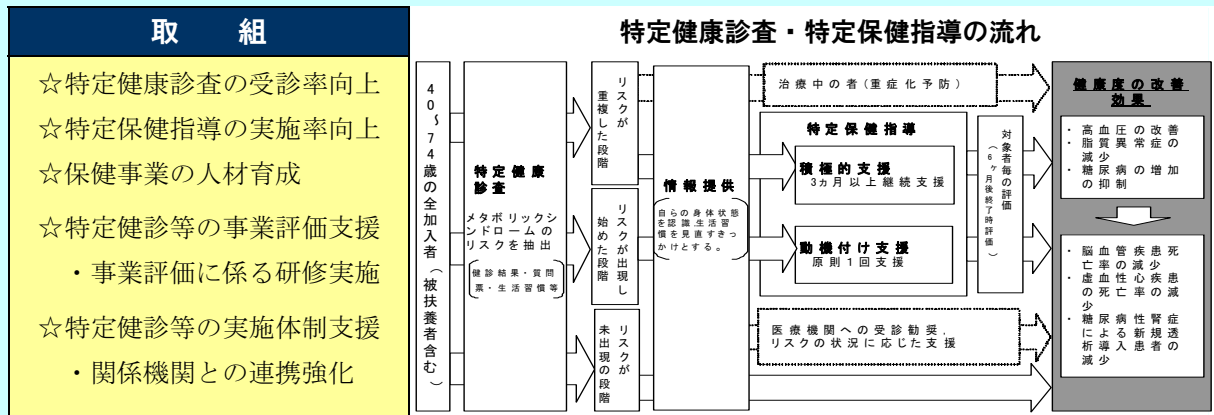 取 組
☆特定健康診査の受診率向上
☆特定保健指導の実施率向上
☆保健事業の人材育成
☆特定健診等の事業評価支援
・事業評価に係る研修実施
☆特定健診等の実施体制支援
・関係機関との連携強化
特定健康診査・特定保健指導の流れ
40～74歳の全加入者（被扶養者含む）
特定健康
診査
メタボリックシ
ンドロームの
リスクを抽出
健診結果・質問
票・生活習慣等
リスクが
重複した段階
リスクが出現し
始めた段階
リスクが
未出現の段階
情報提供
自らの身体状態
を認識,生活習
慣を見直すきっ
かけとする。
治療中の者(重症化予防)
特定保健指導
積極的支援
3ヵ月以上継続支援
動機付け支援
原則1回支援
対象者毎の評価
（6ヶ月後終了時評価）
医療機関への受診勧奨,
リスクの状況に応じた支援
健康度の改善
効果
・高血圧の改善
・脂質異常症の
減少
・糖尿病の増加
の抑制
・脳血管疾患死
亡率の減少
・虚血性心疾患
の死亡率の減
少
・糖尿病性腎症
による新規透
析導入患者の
減少